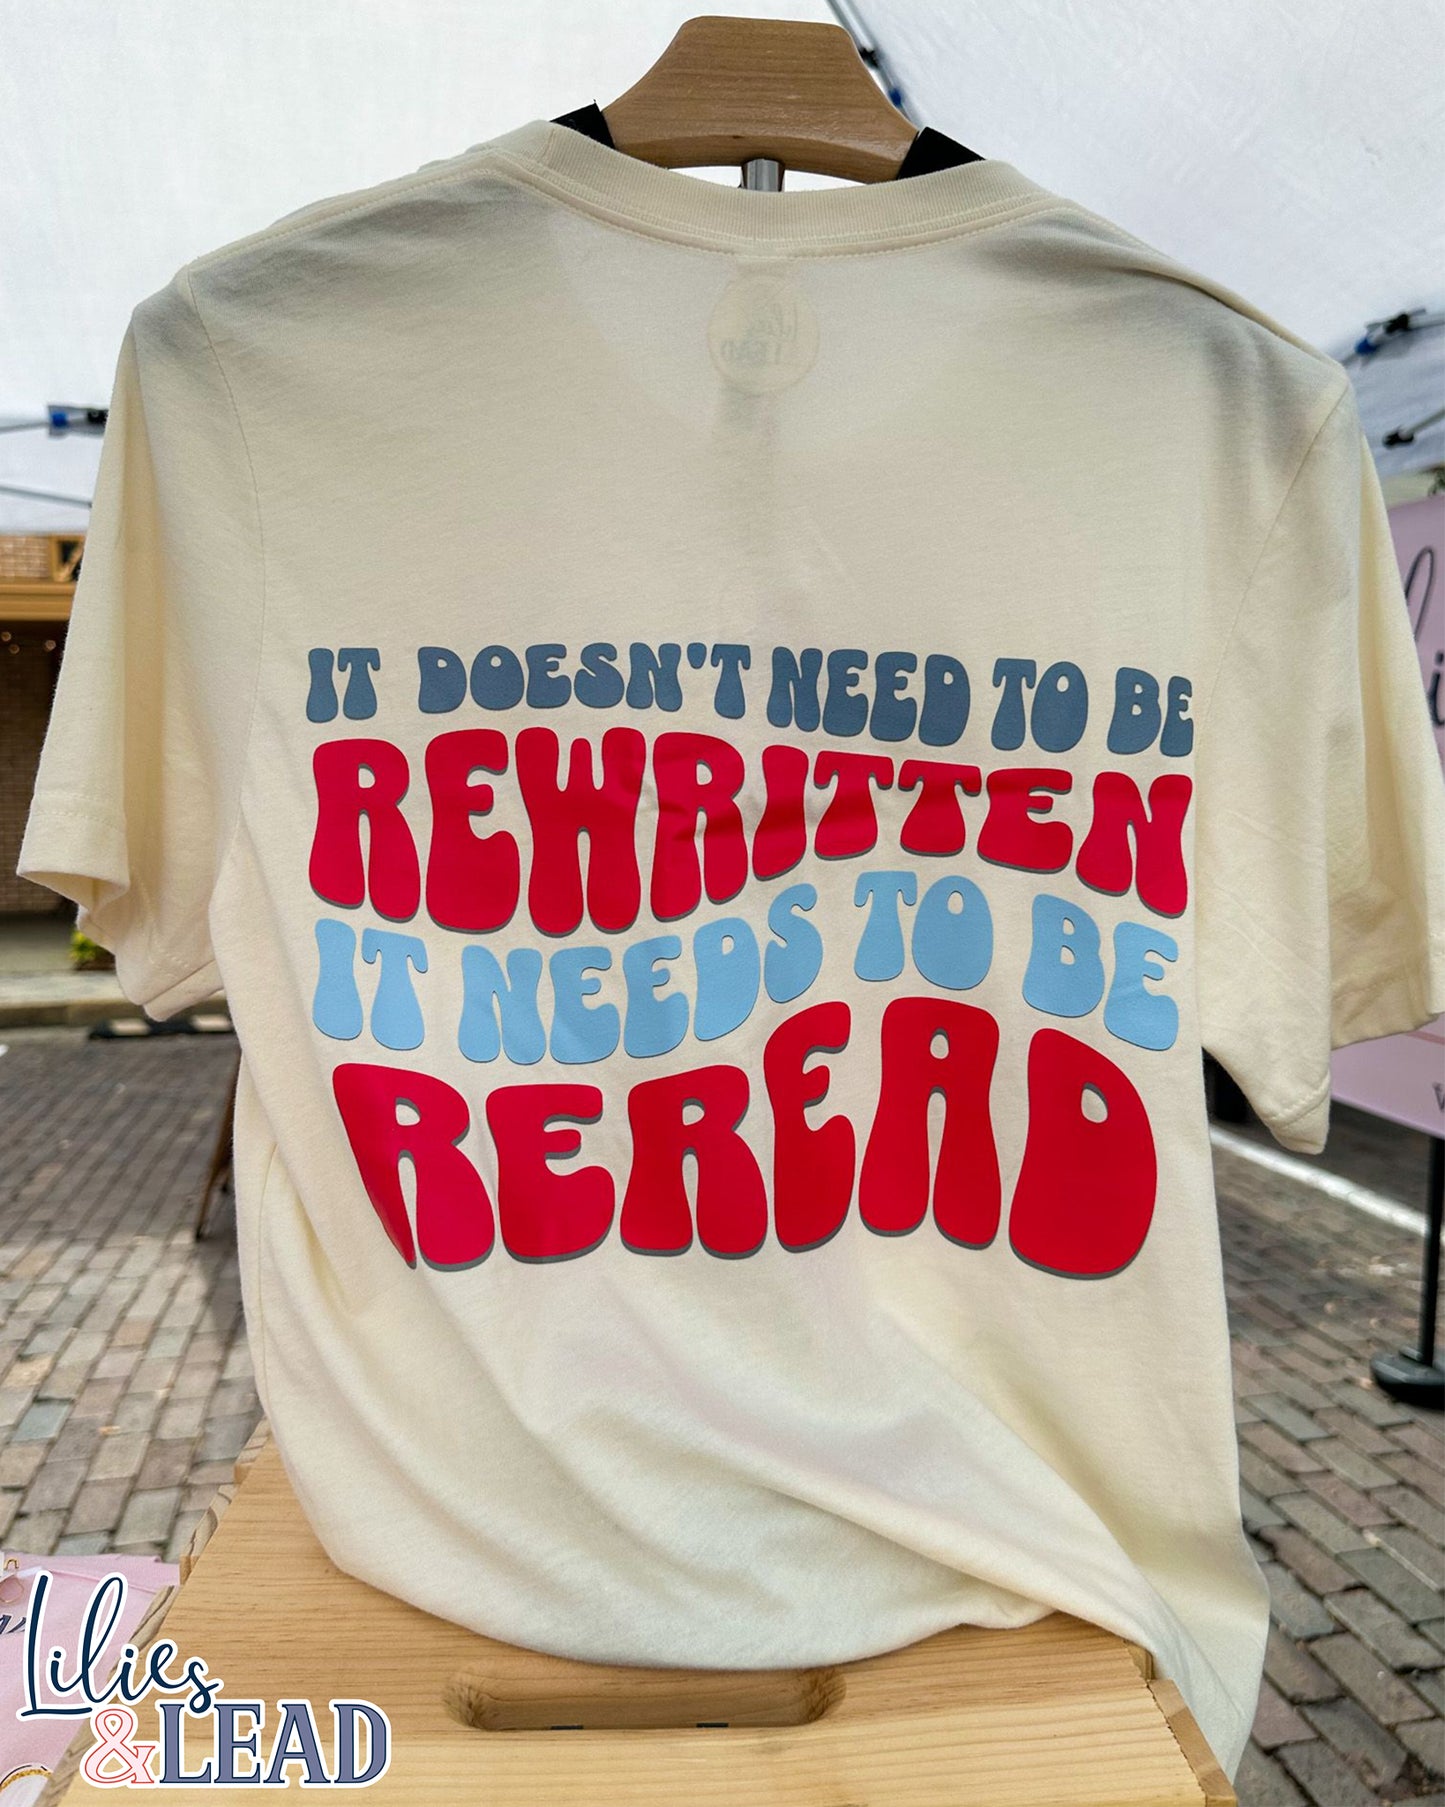 IT DOESN'T NEED TO BE
REWRITTEN
IT NEEDS TO BE
REREAD
Lilies
&LEAD